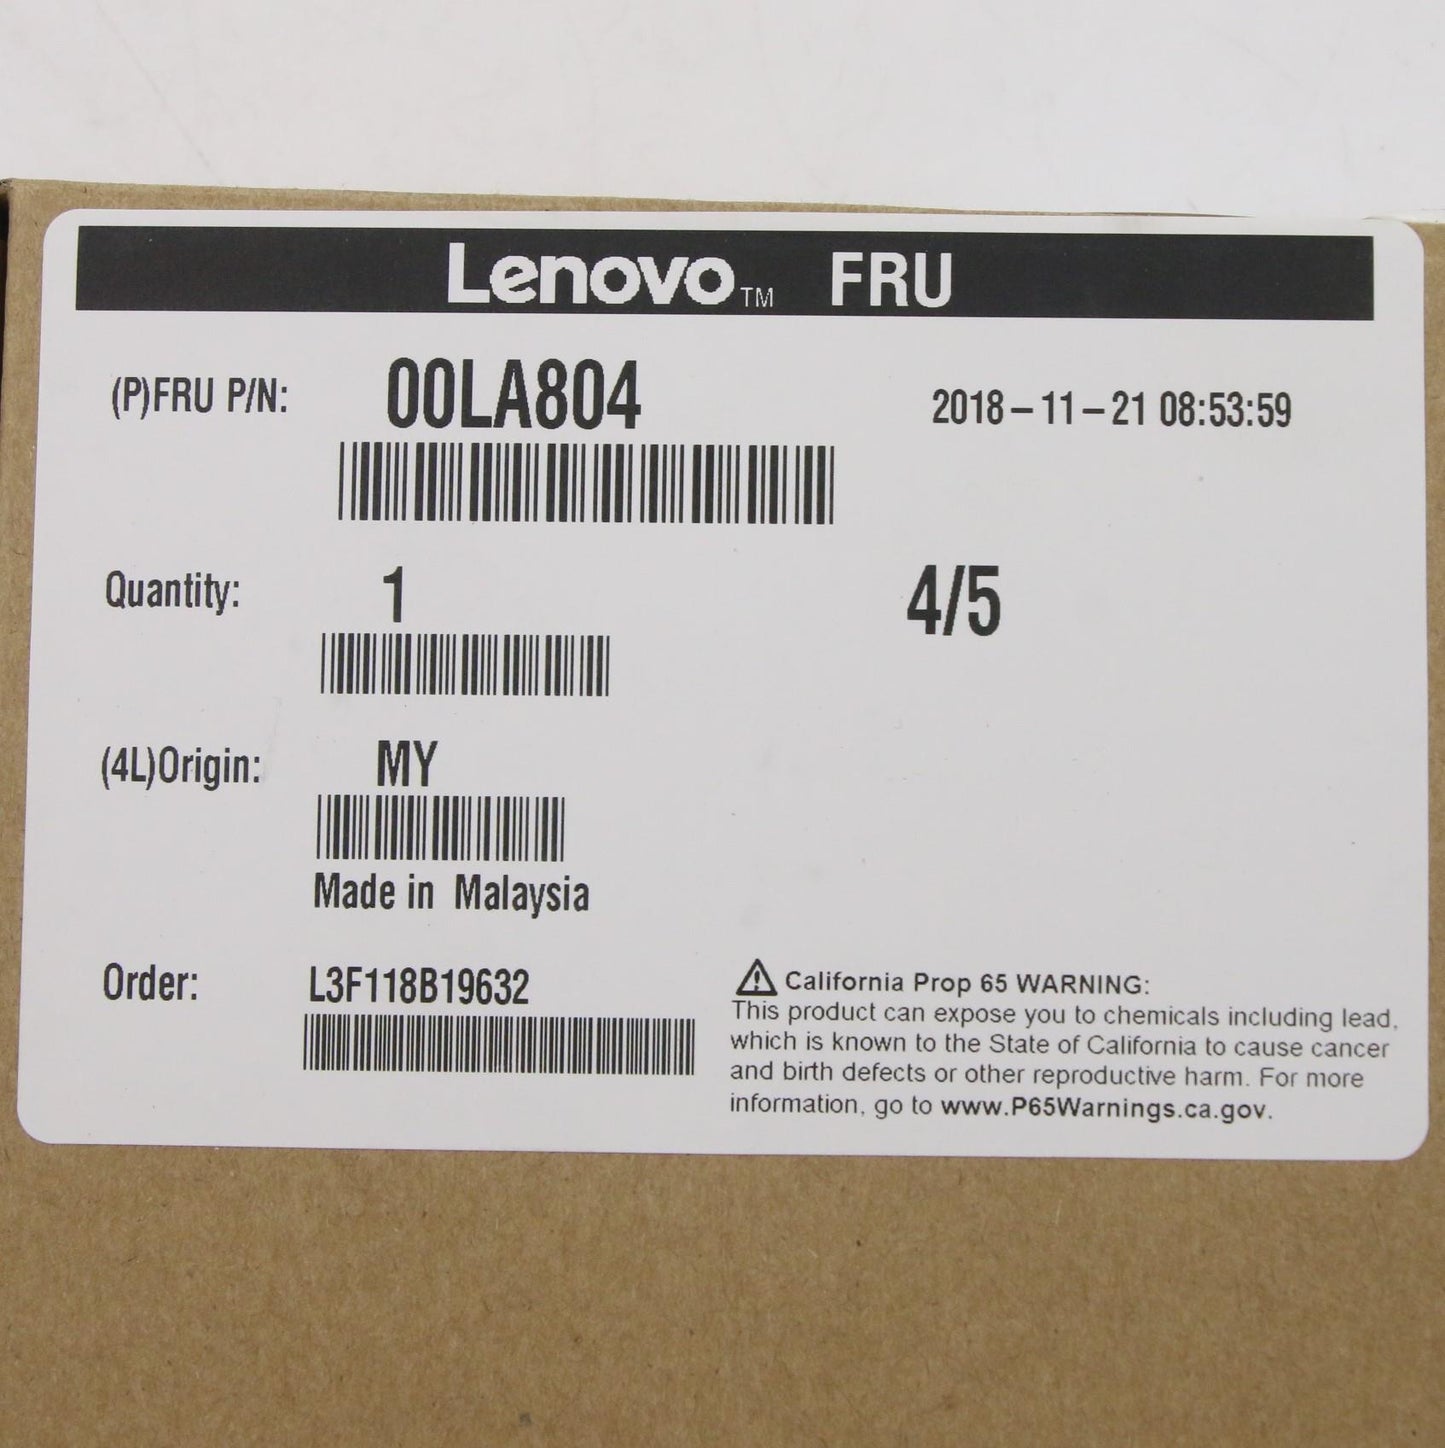 Lenovo™ FRU
(P)FRU P/N: 00LA804 2018-11-21 08:53:59
Quantity: 1 4/5
(4L)Origin: MY
Made in Malaysia
Order: L3F118B19632
California Prop 65 WARNING:
This product can expose you to chemicals including lead,
which is known to the State of California to cause cancer
and birth defects or other reproductive harm. For more
information, go to www.P65Warnings.ca.gov.